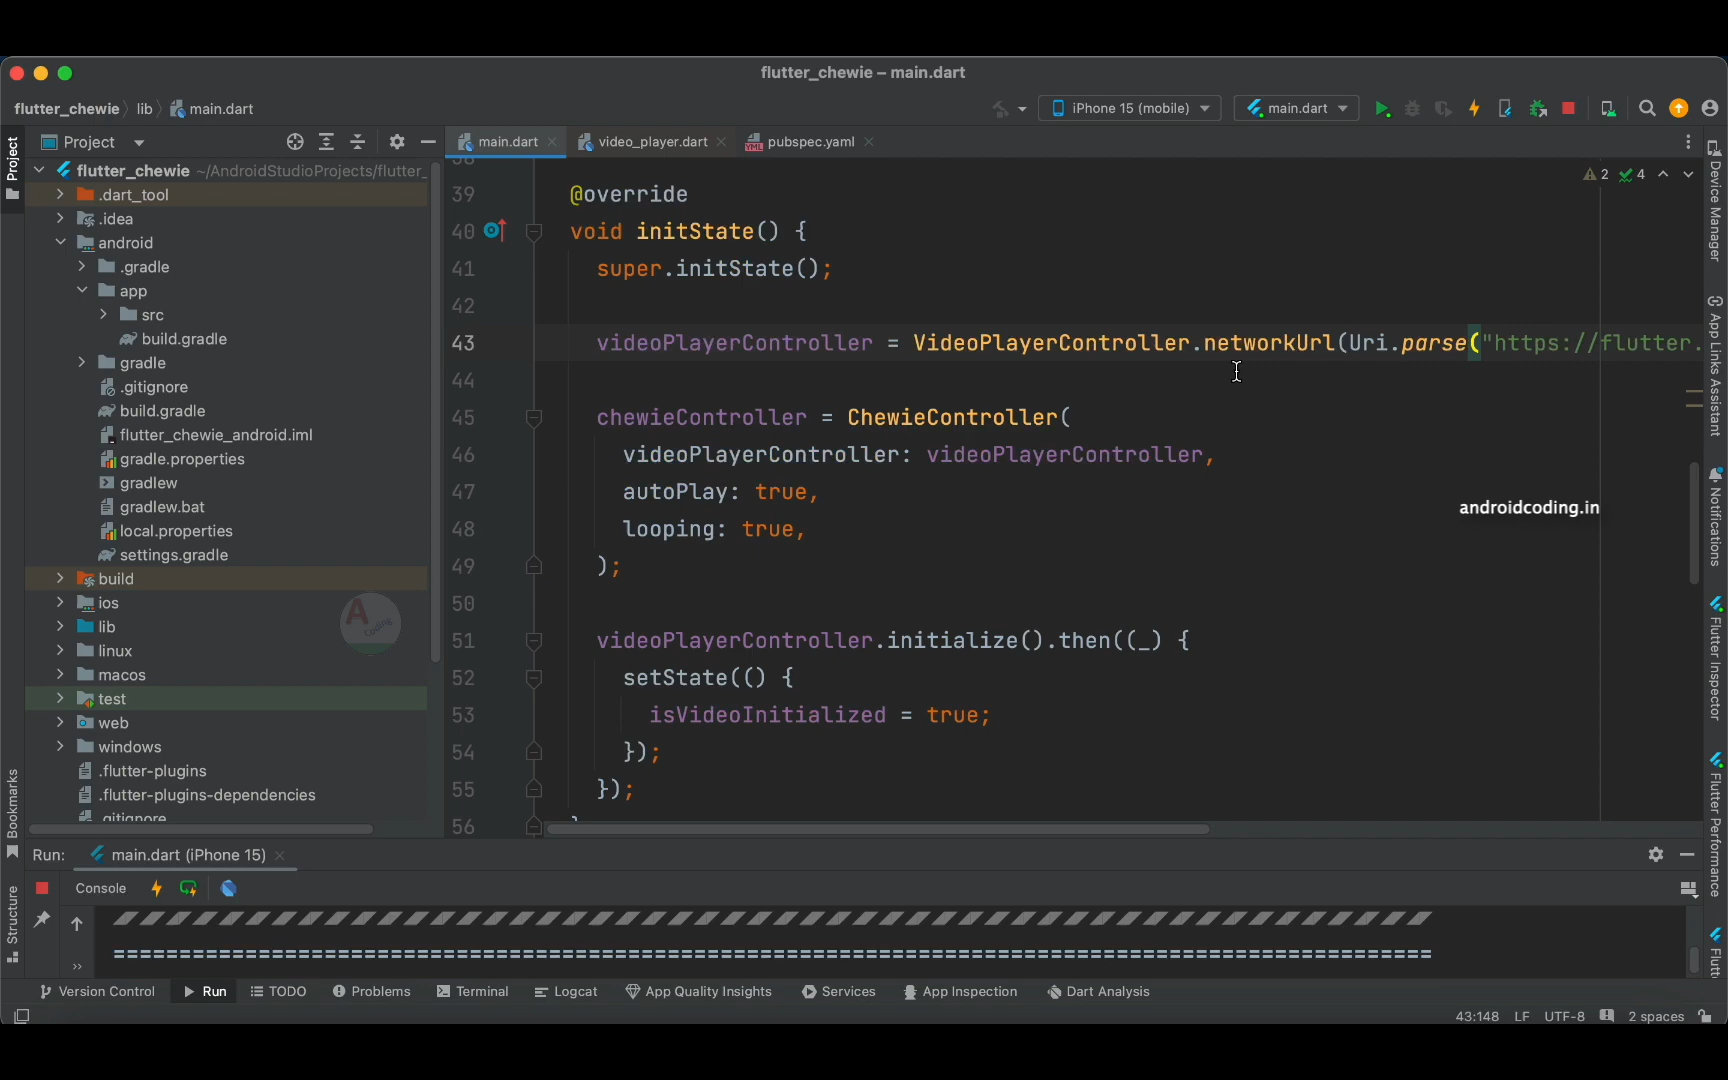 flutter_chewie – main.dart
flutter_chewie lib main.dart
iPhone 15 (mobile) main.dart
Project
main.dart video_player.dart pubspec.yaml
flutter_chewie ~/AndroidStudioProjects/flutter_
.dart_tool
.idea
android
.gradle
app
src
build.gradle
gradle
.gitignore
build.gradle
flutter_chewie_android.iml
gradle.properties
gradlew
gradlew.bat
local.properties
settings.gradle
build
ios
lib
linux
macos
test
web
windows
.flutter-plugins
.flutter-plugins-dependencies
.gitignore
2 4
38
39 @override
40 void initState() {
41 super.initState();
42
43 videoPlayerController = VideoPlayerController.networkUrl(Uri.parse("https://flutter.
44
45 chewieController = ChewieController(
46 videoPlayerController: videoPlayerController,
47 autoPlay: true,
48 looping: true,
49 );
50
51 videoPlayerController.initialize().then((_) {
52 setState(() {
53 isVideoInitialized = true;
54 });
55 });
56 }
androidcoding.in
A
Coding
Project
Bookmarks
Structure
Device Manager
App Links Assistant
Notifications
Flutter Inspector
Flutter Performance
Flutt
Run: main.dart (iPhone 15)
Console
====================================================================================================
Version Control Run TODO Problems Terminal Logcat App Quality Insights Services App Inspection Dart Analysis
43:148 LF UTF-8 2 spaces